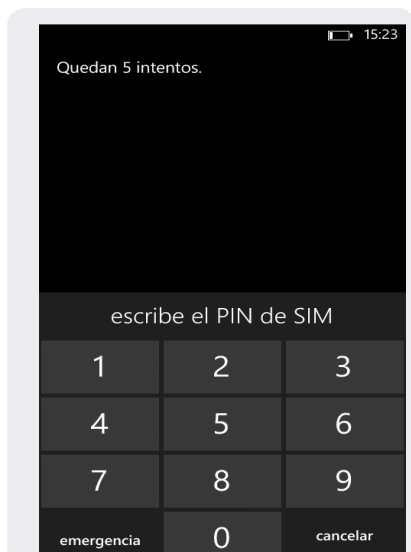 15:23
Quedan 5 intentos.
escribe el PIN de SIM
1 2 3
4 5 6
7 8 9
emergencia 0 cancelar